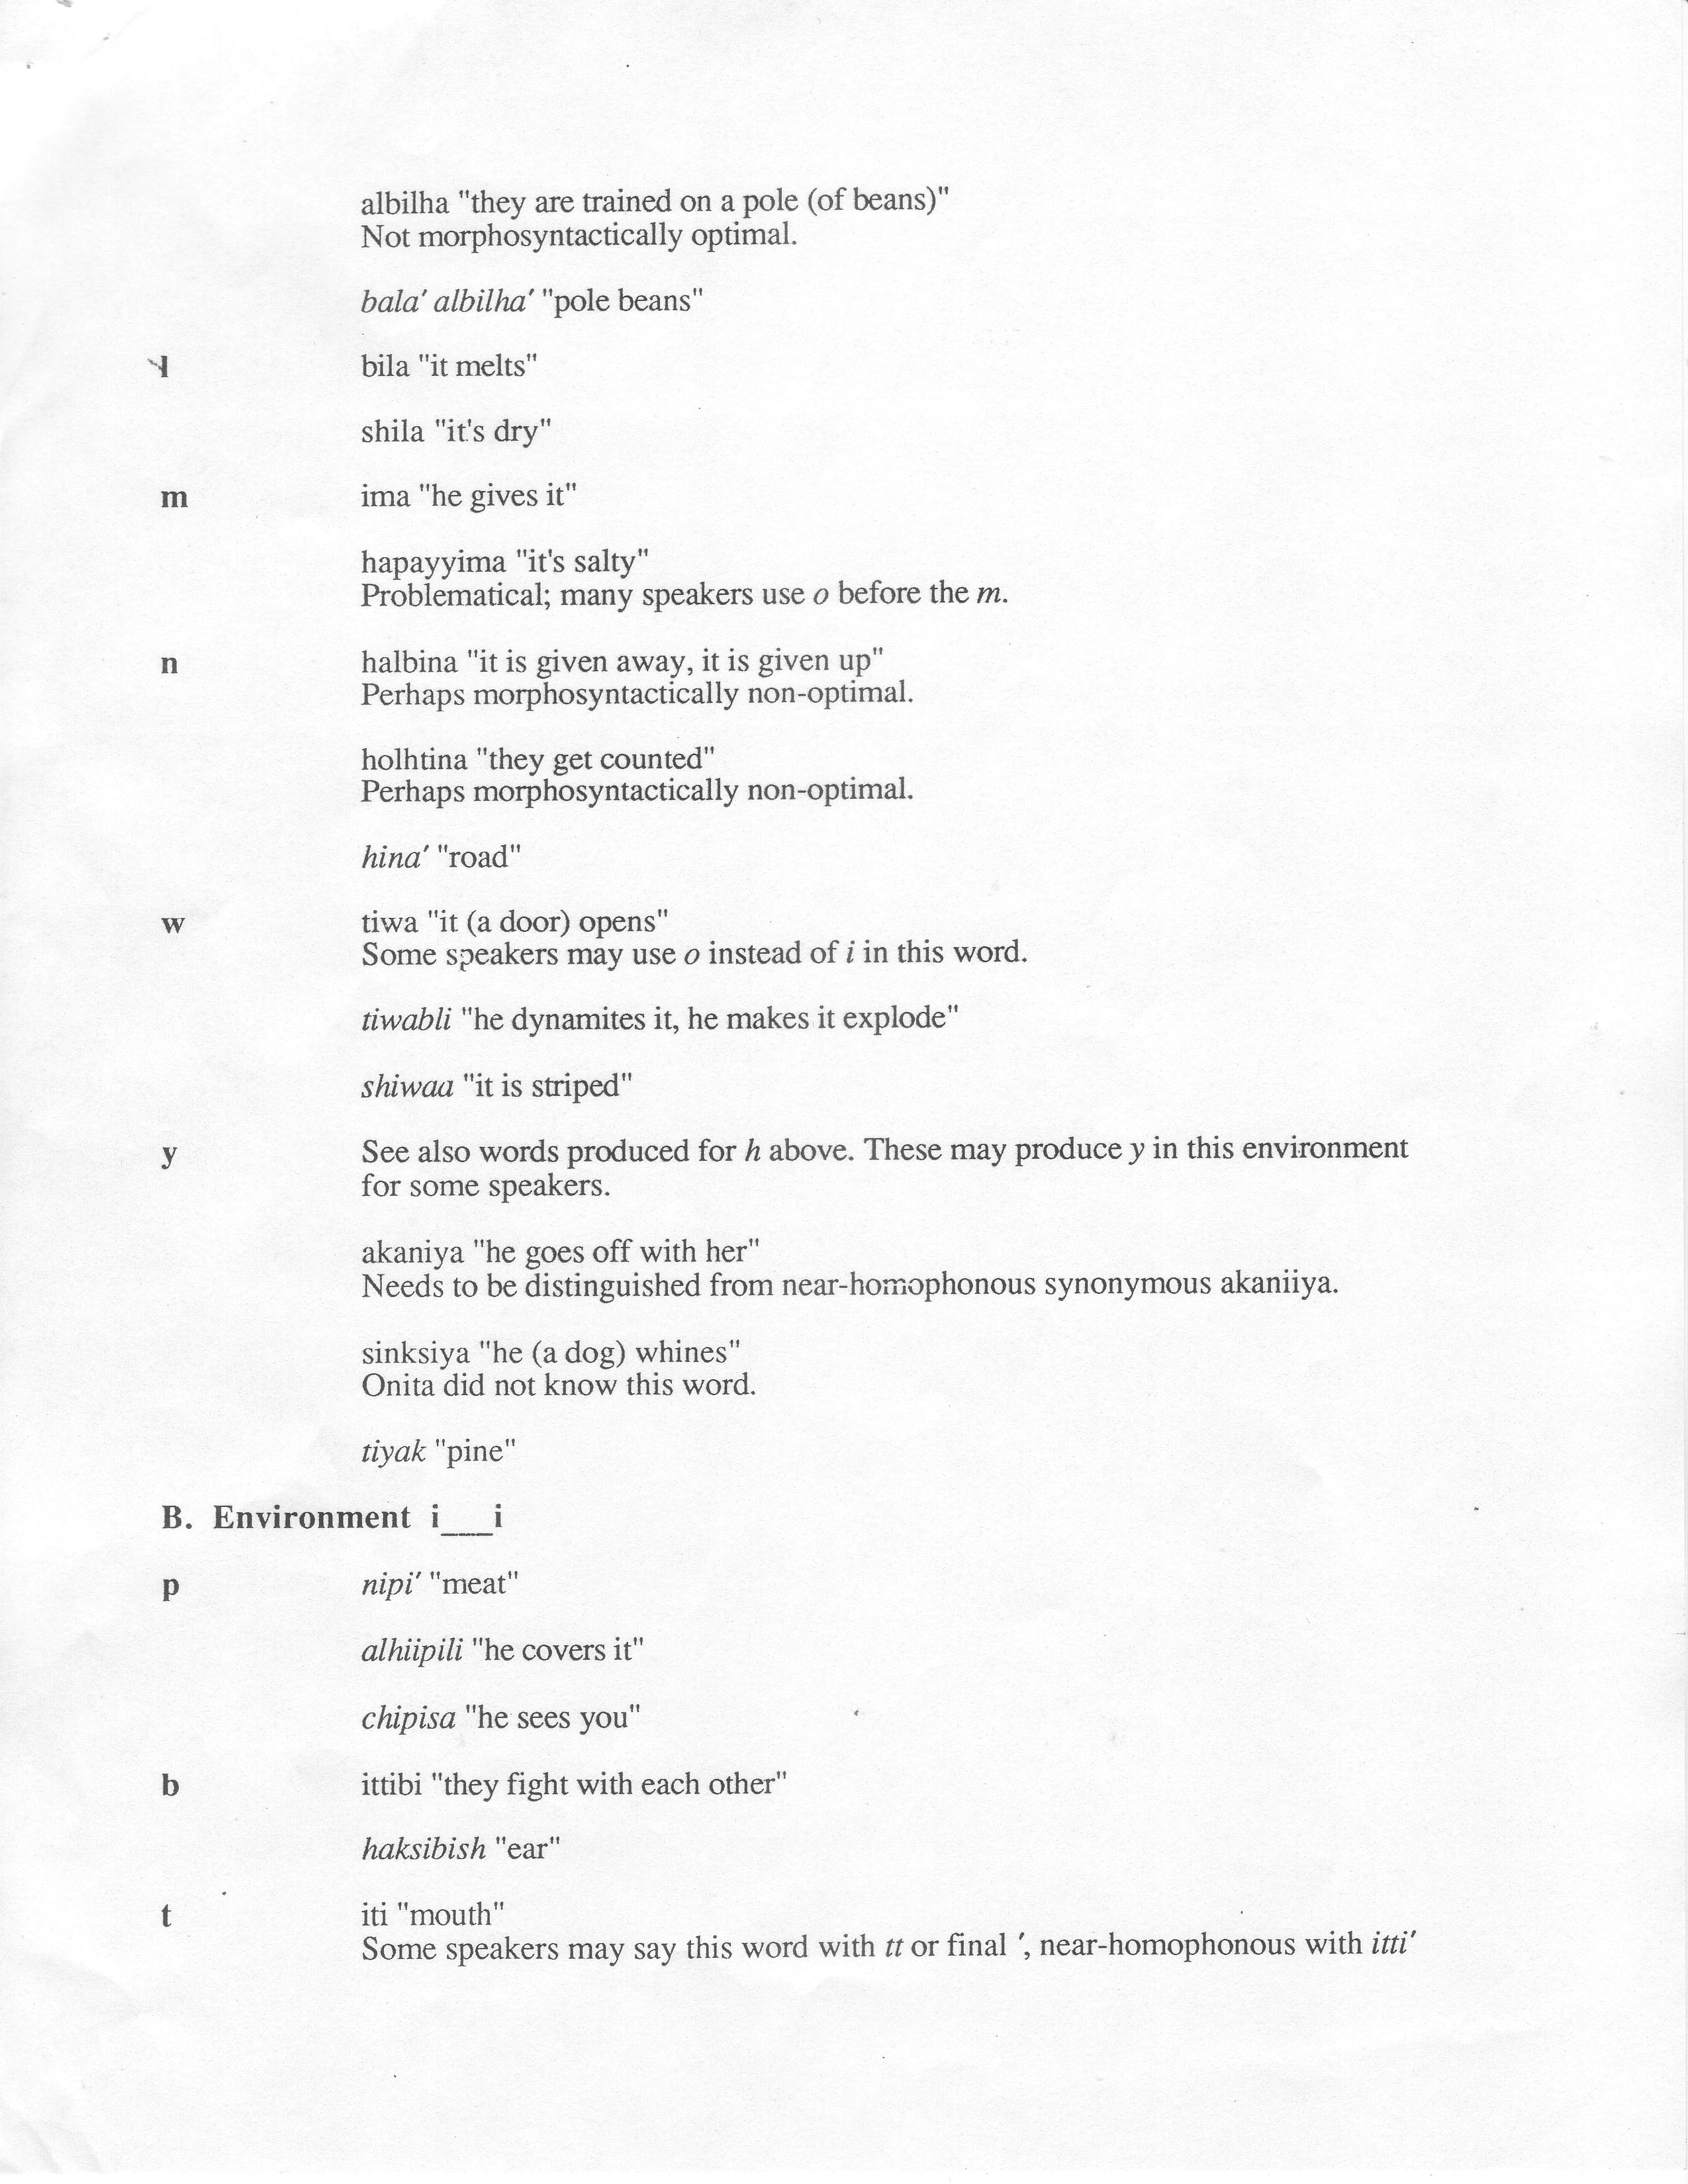 albilha "they are trained on a pole (of beans)"
Not morphosyntactically optimal.
bala' albilha' "pole beans"
l bila "it melts"
shila "it's dry"
m ima "he gives it"
hapayyima "it's salty"
Problematical; many speakers use o before the m.
n halbina "it is given away, it is given up"
Perhaps morphosyntactically non-optimal.
holhtina "they get counted"
Perhaps morphosyntactically non-optimal.
hina' "road"
w tiwa "it (a door) opens"
Some speakers may use o instead of i in this word.
tiwabli "he dynamites it, he makes it explode"
shiwaa "it is striped"
y See also words produced for h above. These may produce y in this environment
for some speakers.
akaniya "he goes off with her"
Needs to be distinguished from near-homophonous synonymous akaniiya.
sinksiya "he (a dog) whines"
Onita did not know this word.
tiyak "pine"
B. Environment i___i
p nipi' "meat"
alhiipili "he covers it"
chipisa "he sees you"
b ittibi "they fight with each other"
haksibish "ear"
t iti "mouth"
Some speakers may say this word with tt or final ', near-homophonous with itti'